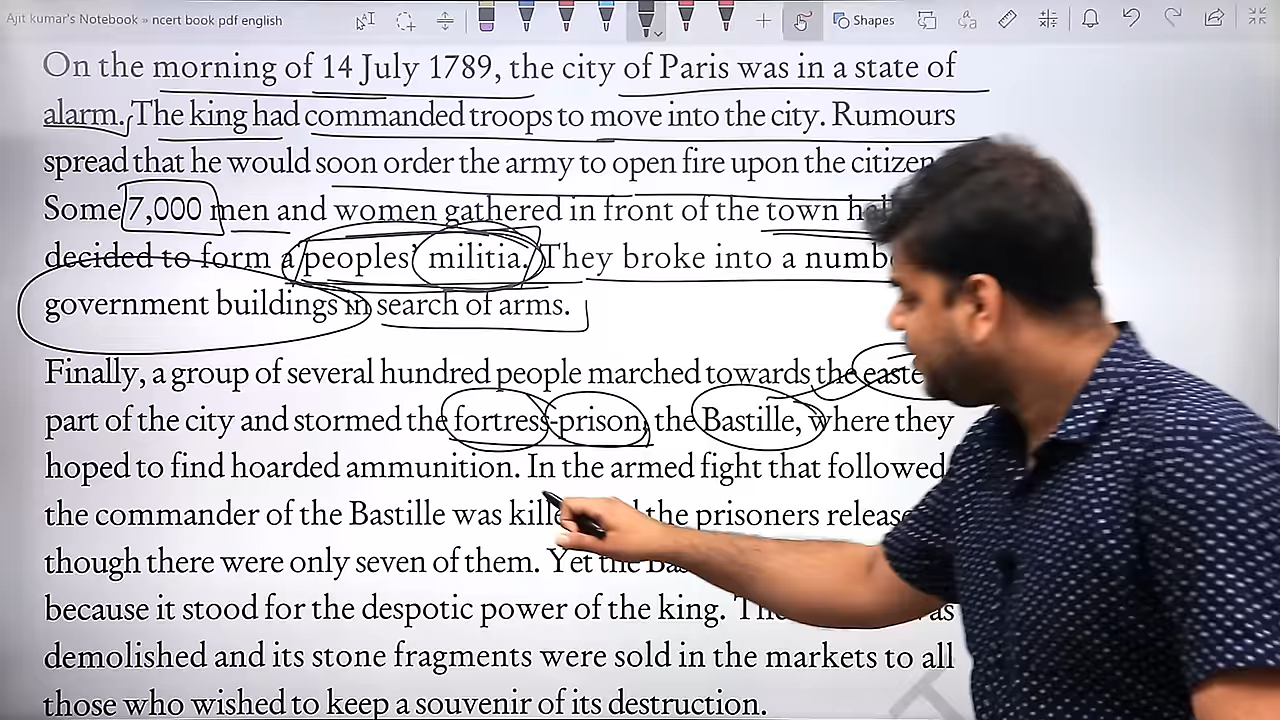 Ajit kumar's Notebook » ncert book pdf english
Shapes
On the morning of 14 July 1789, the city of Paris was in a state of
alarm. The king had commanded troops to move into the city. Rumours
spread that he would soon order the army to open fire upon the
Some 7,000 men and women gathered in front of the town
decided to form a peoples' militia. They broke into a
government buildings in search of arms.
Finally, a group of several hundred people marched towards the
part of the city and stormed the fortress-prison, the Bastille, where they
hoped to find hoarded ammunition. In the armed fight that followed
the commander of the Bastille was the prisoners
though there were only seven of them. Yet the
because it stood for the despotic power of the king.
demolished and its stone fragments were sold in the markets to all
those who wished to keep a souvenir of its destruction.